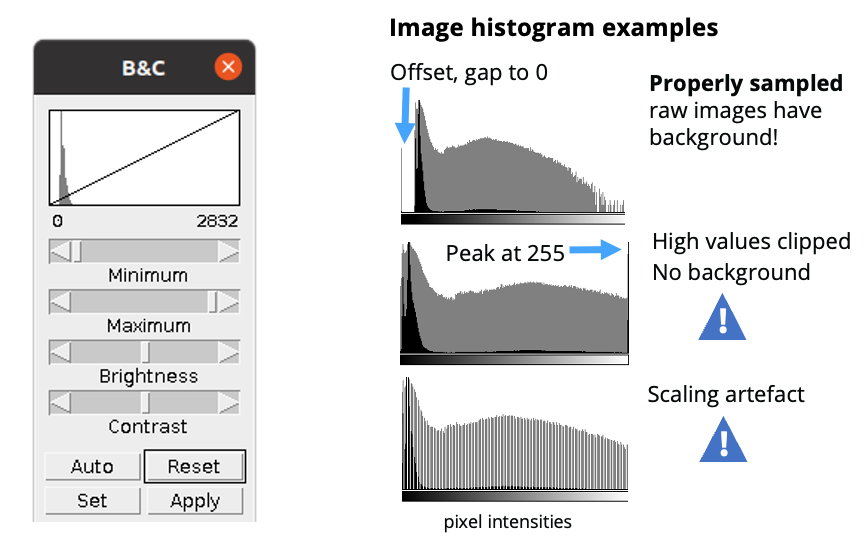 B&C
0 2832
Minimum
Maximum
Brightness
Contrast
Auto Reset
Set Apply
Image histogram examples
Offset, gap to 0
Properly sampled
raw images have
background!
Peak at 255
High values clipped
No background
!
Scaling artefact
!
pixel intensities